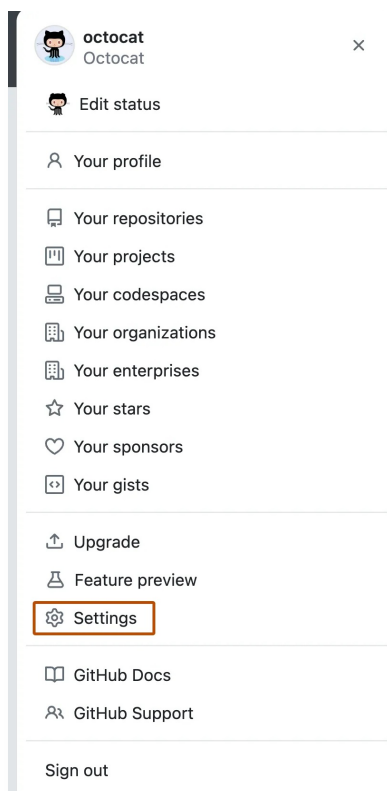 octocat
Octocat
Edit status
Your profile
Your repositories
Your projects
Your codespaces
Your organizations
Your enterprises
Your stars
Your sponsors
Your gists
Upgrade
Feature preview
Settings
GitHub Docs
GitHub Support
Sign out